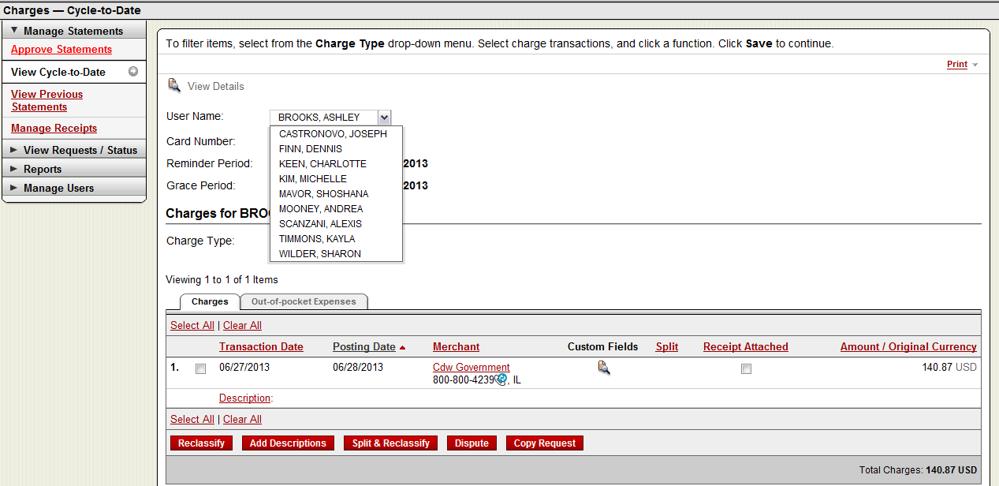 Charges — Cycle-to-Date
Manage Statements
Approve Statements
View Cycle-to-Date
View Previous
Statements
Manage Receipts
View Requests / Status
Reports
Manage Users
To filter items, select from the Charge Type drop-down menu. Select charge transactions, and click a function. Click Save to continue.
Print
View Details
User Name: BROOKS, ASHLEY
CASTRONOVO, JOSEPH
FINN, DENNIS
KEEN, CHARLOTTE
KIM, MICHELLE
MAVOR, SHOSHANA
MOONEY, ANDREA
SCANZANI, ALEXIS
TIMMONS, KAYLA
WILDER, SHARON
Card Number:
Reminder Period: 2013
Grace Period: 2013
Charges for BRO
Charge Type:
Viewing 1 to 1 of 1 Items
Charges Out-of-pocket Expenses
Select All | Clear All
Transaction Date Posting Date Merchant Custom Fields Split Receipt Attached Amount / Original Currency
1. 06/27/2013 06/28/2013 Cdw Government 140.87 USD
800-800-4239, IL
Description:
Select All | Clear All
Reclassify Add Descriptions Split & Reclassify Dispute Copy Request
Total Charges: 140.87 USD